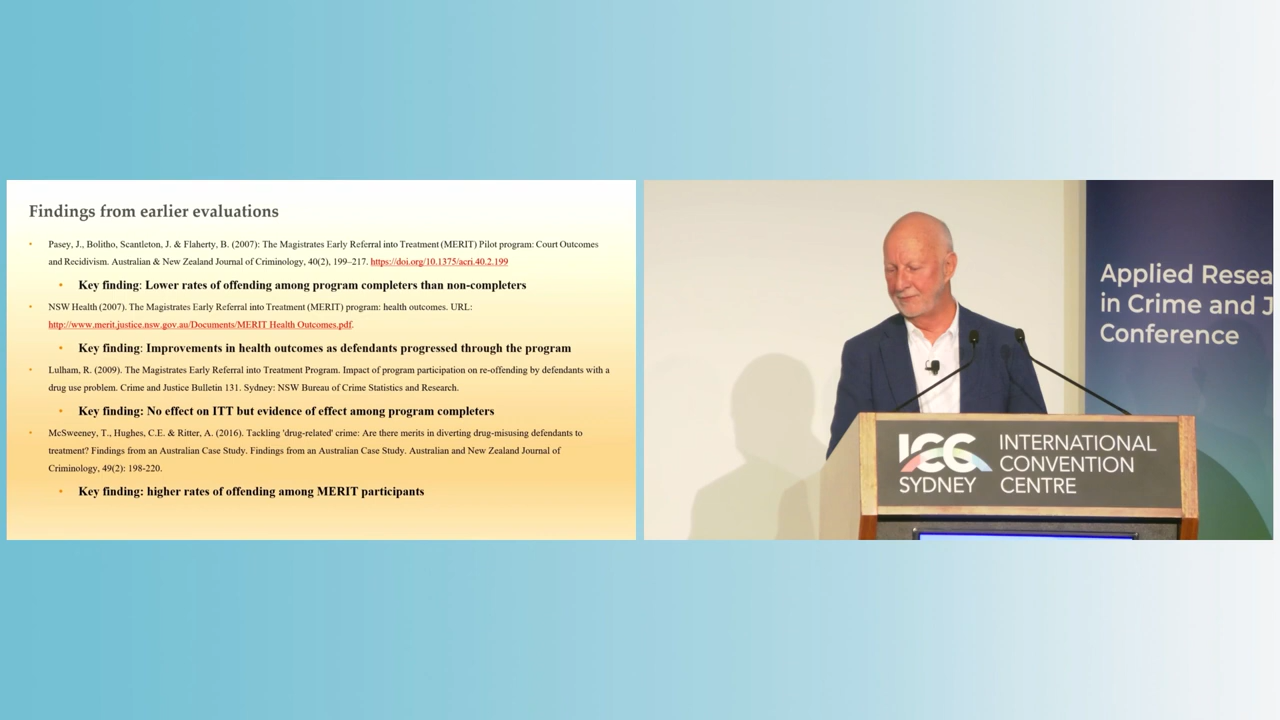 Findings from earlier evaluations
• Pasey, J., Bolitho, Scantleton, J. & Flaherty, B. (2007): The Magistrates Early Referral into Treatment (MERIT) Pilot program: Court Outcomes
and Recidivism. Australian & New Zealand Journal of Criminology, 40(2), 199–217. https://doi.org/10.1375/acri.40.2.199
• Key finding: Lower rates of offending among program completers than non-completers
• NSW Health (2007). The Magistrates Early Referral into Treatment (MERIT) program: health outcomes. URL:
http://www.merit.justice.nsw.gov.au/Documents/MERIT Health Outcomes.pdf.
• Key finding: Improvements in health outcomes as defendants progressed through the program
• Lulham, R. (2009). The Magistrates Early Referral into Treatment Program. Impact of program participation on re-offending by defendants with a
drug use problem. Crime and Justice Bulletin 131. Sydney: NSW Bureau of Crime Statistics and Research.
• Key finding: No effect on ITT but evidence of effect among program completers
• McSweeney, T., Hughes, C.E. & Ritter, A. (2016). Tackling 'drug-related' crime: Are there merits in diverting drug-misusing defendants to
treatment? Findings from an Australian Case Study. Findings from an Australian Case Study. Australian and New Zealand Journal of
Criminology, 49(2): 198-220.
• Key finding: higher rates of offending among MERIT participants
Applied Resea
in Crime and J
Conference
ICC
SYDNEY
INTERNATIONAL
CONVENTION
CENTRE